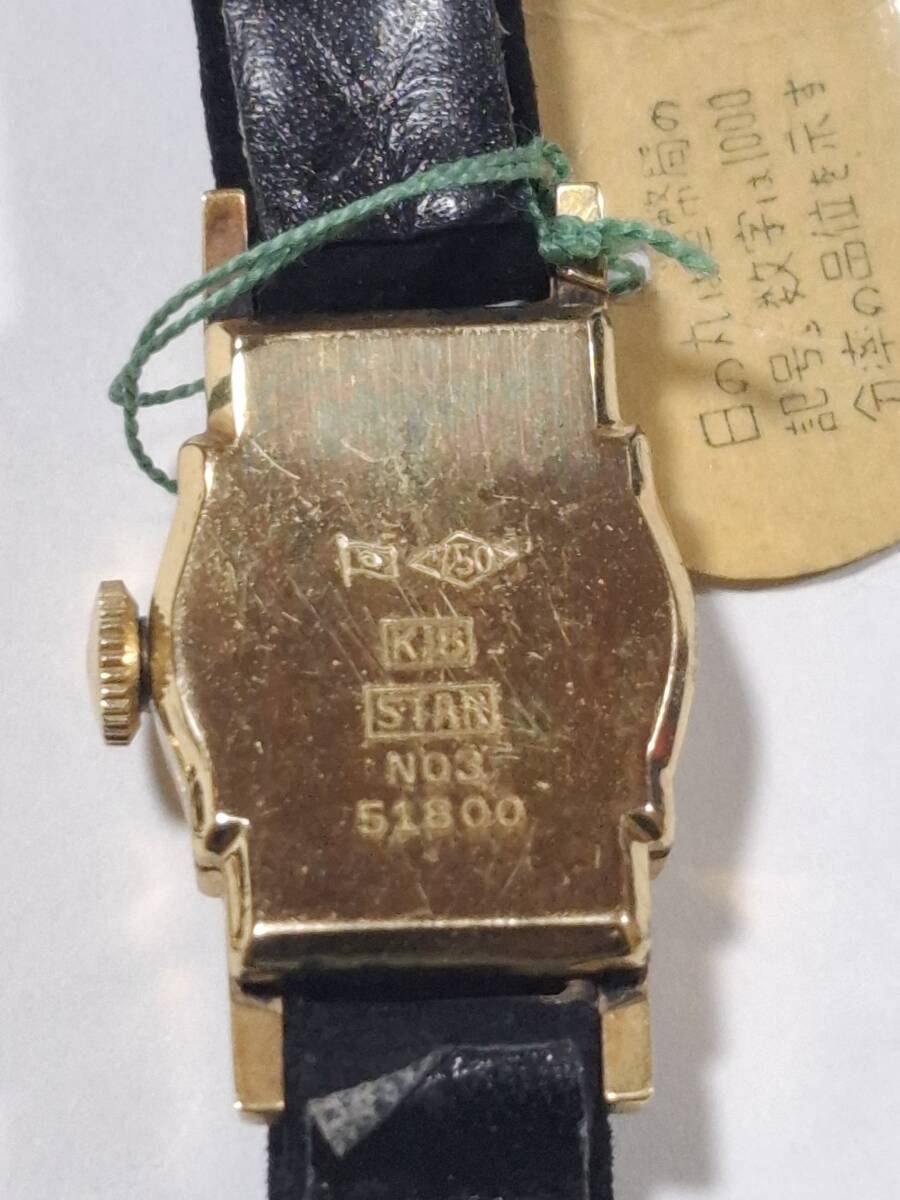 750
K18
STAN
NO3
51800
日の丸は造幣局の
記号。数字は1000
分率の品位を示す